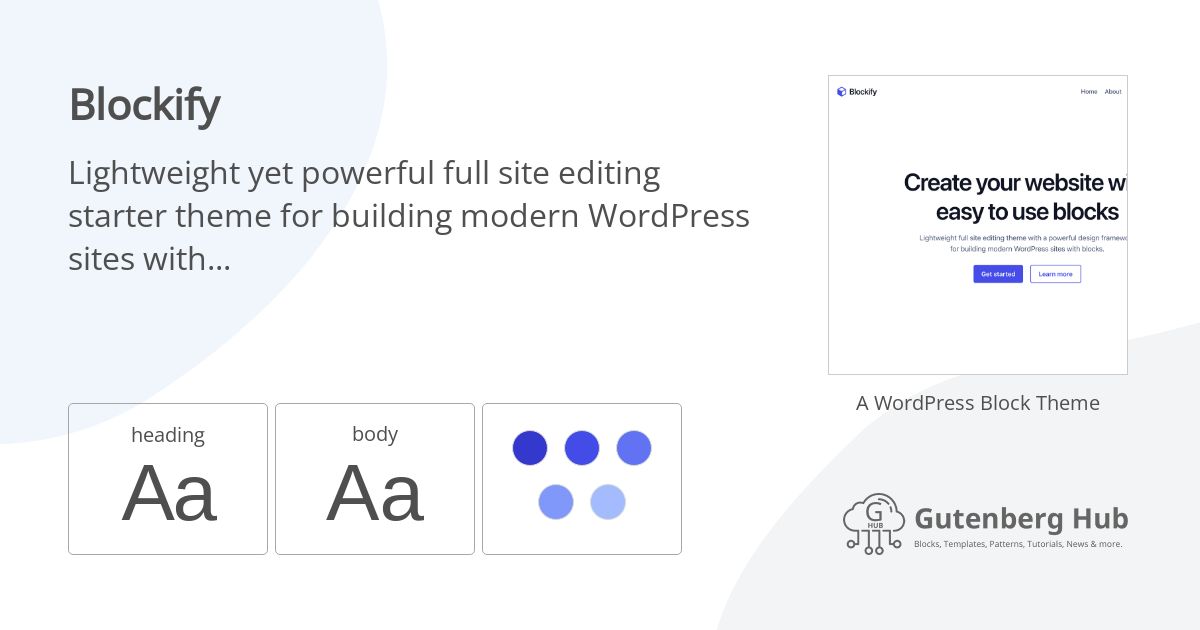 Blockify
Lightweight yet powerful full site editing
starter theme for building modern WordPress
sites with...
heading
Aa
body
Aa
Blockify
Home About
Create your website wi
easy to use blocks
Lightweight full site editing theme with a powerful design framewo
for building modern WordPress sites with blocks.
Get started
Learn more
A WordPress Block Theme
G
HUB
Gutenberg Hub
Blocks, Templates, Patterns, Tutorials, News & more.